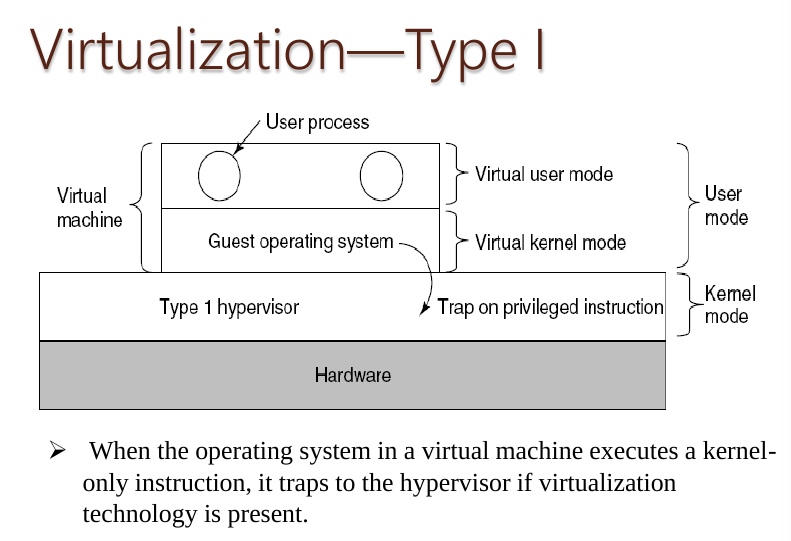 Virtualization—Type I
User process
Virtual user mode
Virtual
machine
User
mode
Guest operating system
Virtual kernel mode
Type 1 hypervisor
Trap on privileged instruction
Kernel
mode
Hardware
➢ When the operating system in a virtual machine executes a kernel-
only instruction, it traps to the hypervisor if virtualization
technology is present.